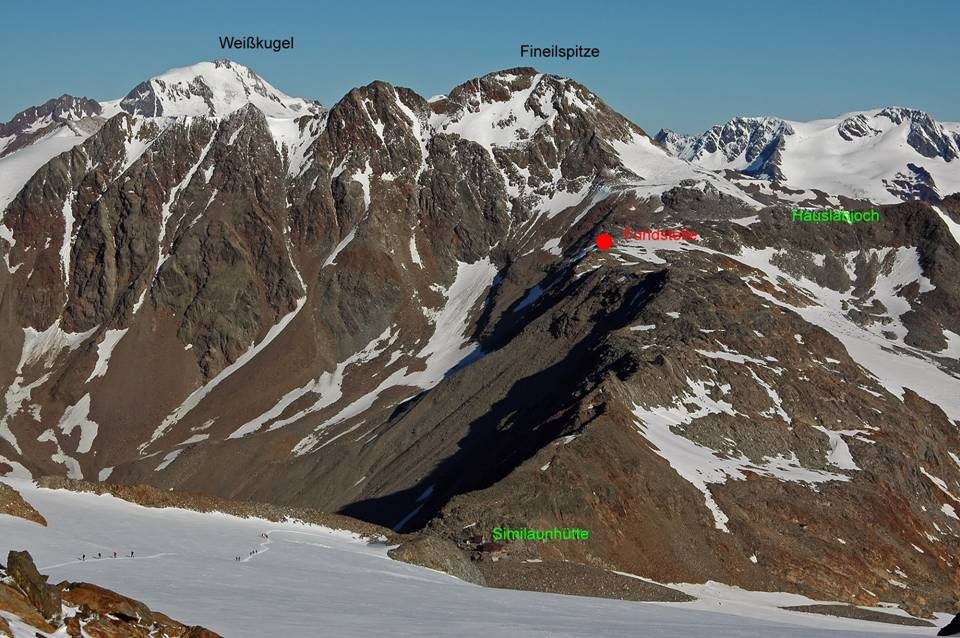 Weißkugel
Fineilspitze
Hauslabjoch
Fundstelle
Similaunhütte